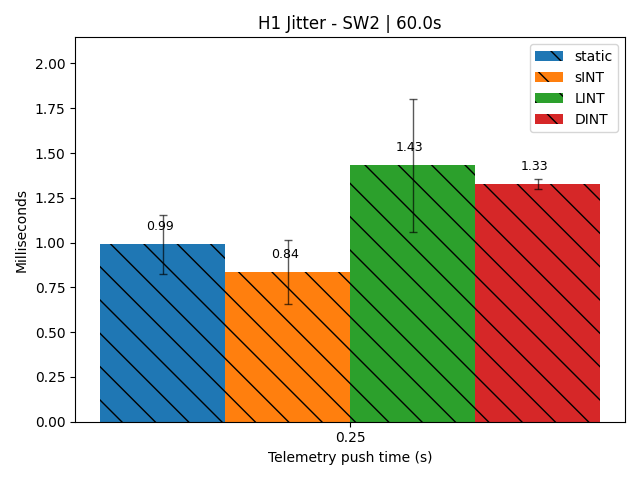 H1 Jitter - SW2 | 60.0s
static
sINT
LINT
DINT
Milliseconds
2.00
1.75
1.50
1.25
1.00
0.75
0.50
0.25
0.00
0.99
0.84
1.43
1.33
0.25
Telemetry push time (s)